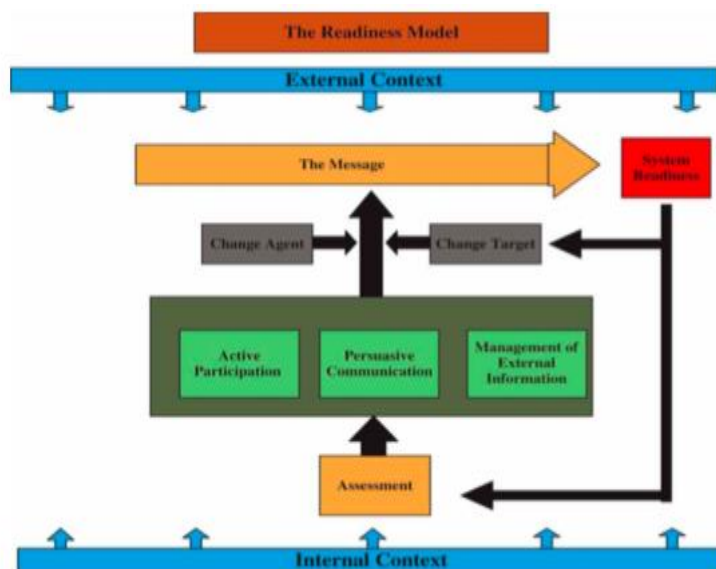 The Readiness Model
External Context
The Message
System
Readiness
Change Agent
Change Target
Active
Participation
Persuasive
Communication
Management of
External
Information
Assessment
Internal Context